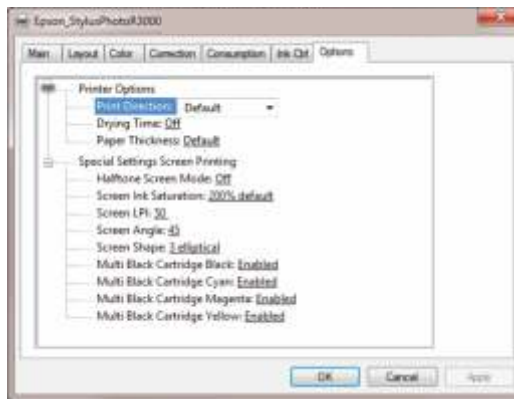 Epson_StylusPhotoR3000
Main Layout Color Correction Consumption Ink Ctrl Options
Printer Options
Print Direction: Default
Drying Time: Off
Paper Thickness: Default
Special Settings Screen Printing
Halftone Screen Mode: Off
Screen Ink Saturation: 200% default
Screen LPI: 50
Screen Angle: 45
Screen Shape: 3 elliptical
Multi Black Cartridge Black: Enabled
Multi Black Cartridge Cyan: Enabled
Multi Black Cartridge Magenta: Enabled
Multi Black Cartridge Yellow: Enabled
OK Cancel Apply